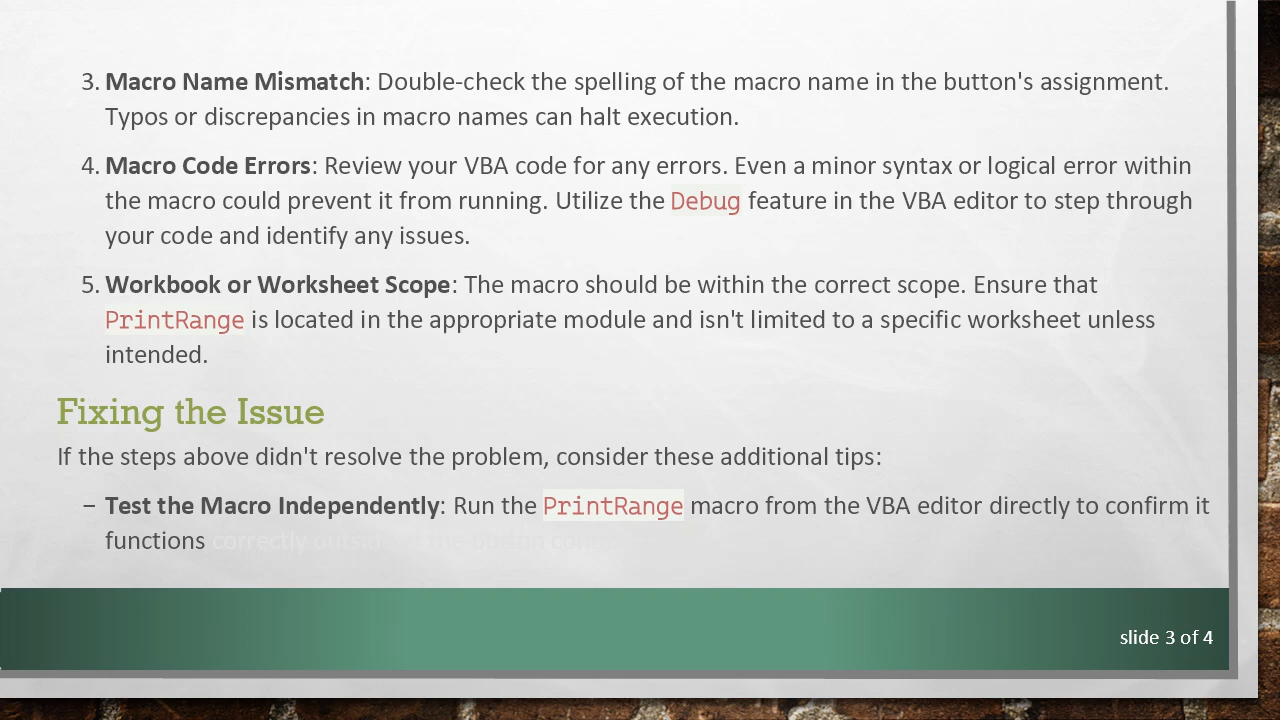 3. Macro Name Mismatch: Double-check the spelling of the macro name in the button's assignment.
Typos or discrepancies in macro names can halt execution.
4. Macro Code Errors: Review your VBA code for any errors. Even a minor syntax or logical error within
the macro could prevent it from running. Utilize the Debug feature in the VBA editor to step through
your code and identify any issues.
5. Workbook or Worksheet Scope: The macro should be within the correct scope. Ensure that
PrintRange is located in the appropriate module and isn't limited to a specific worksheet unless
intended.
Fixing the Issue
If the steps above didn't resolve the problem, consider these additional tips:
– Test the Macro Independently: Run the PrintRange macro from the VBA editor directly to confirm it
functions correctly the button
slide 3 of 4